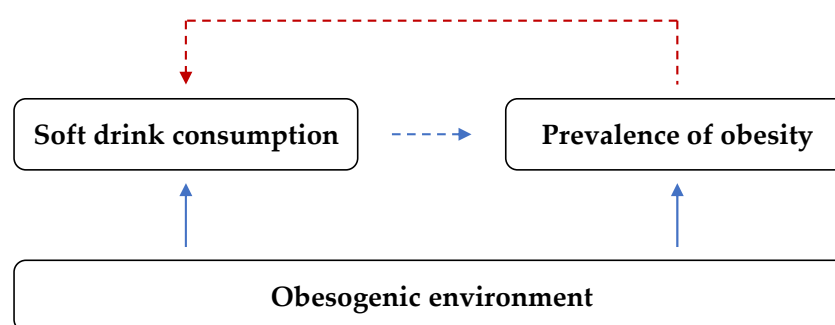 Soft drink consumption
Prevalence of obesity
Obesogenic environment